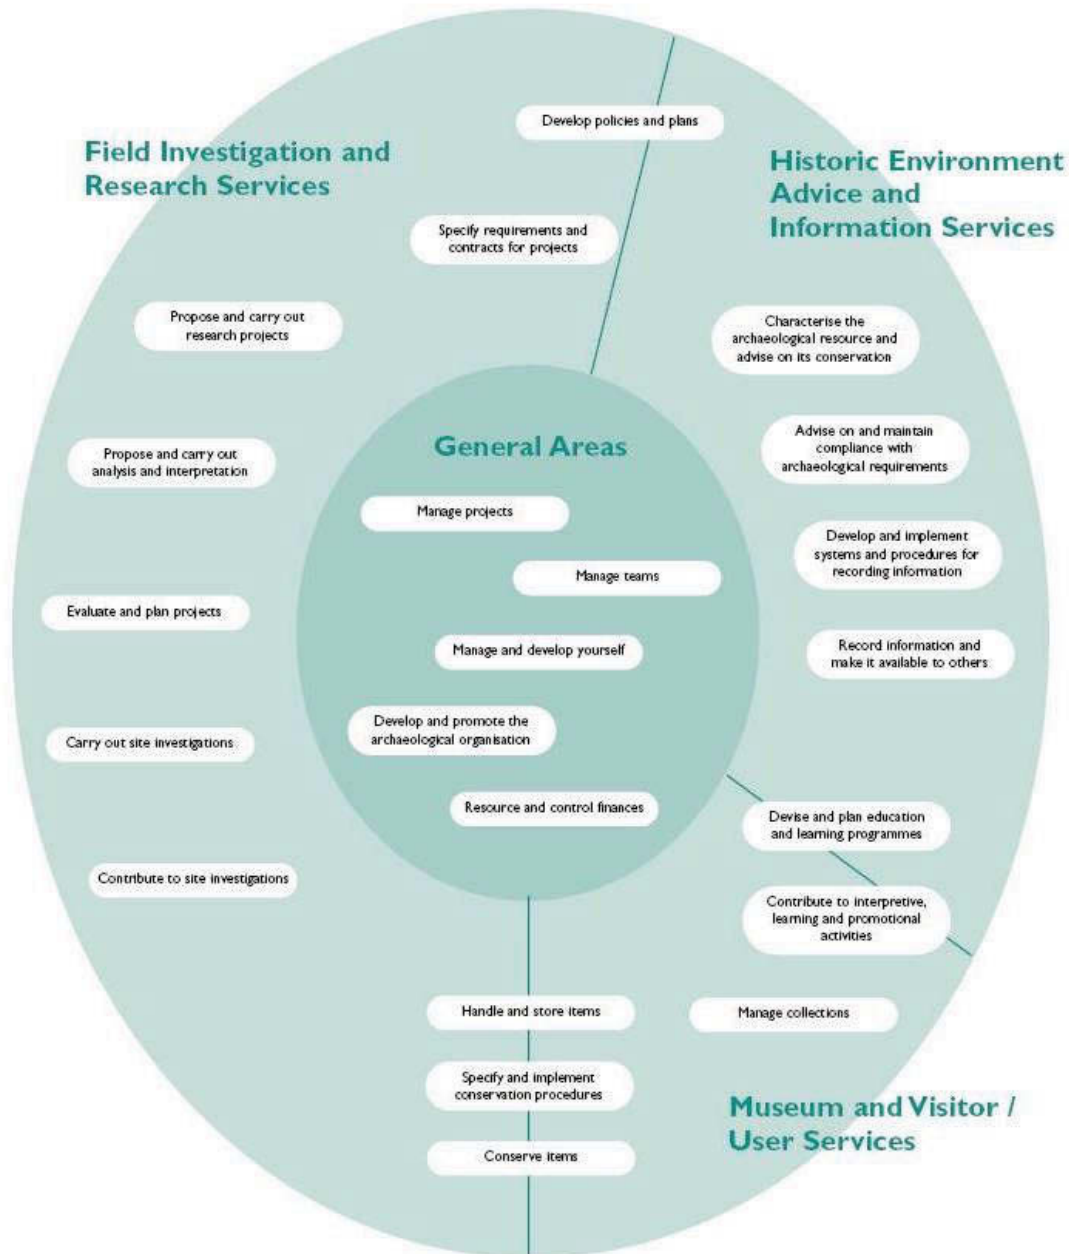 Develop policies and plans
Field Investigation and
Research Services
Historic Environment
Advice and
Information Services
Specify requirements and
contracts for projects
Propose and carry out
research projects
Characterise the
archaeological resource and
advise on its conservation
Propose and carry out
analysis and interpretation
General Areas
Advise on and maintain
compliance with
archaeological requirements
Manage projects
Manage teams
Develop and implement
systems and procedures for
recording information
Evaluate and plan projects
Manage and develop yourself
Record information and
make it available to others
Develop and promote the
archaeological organisation
Carry out site investigations
Resource and control finances
Devise and plan education
and learning programmes
Contribute to site investigations
Contribute to interpretive,
learning and promotional
activities
Handle and store items
Manage collections
Specify and implement
conservation procedures
Museum and Visitor /
User Services
Conserve items